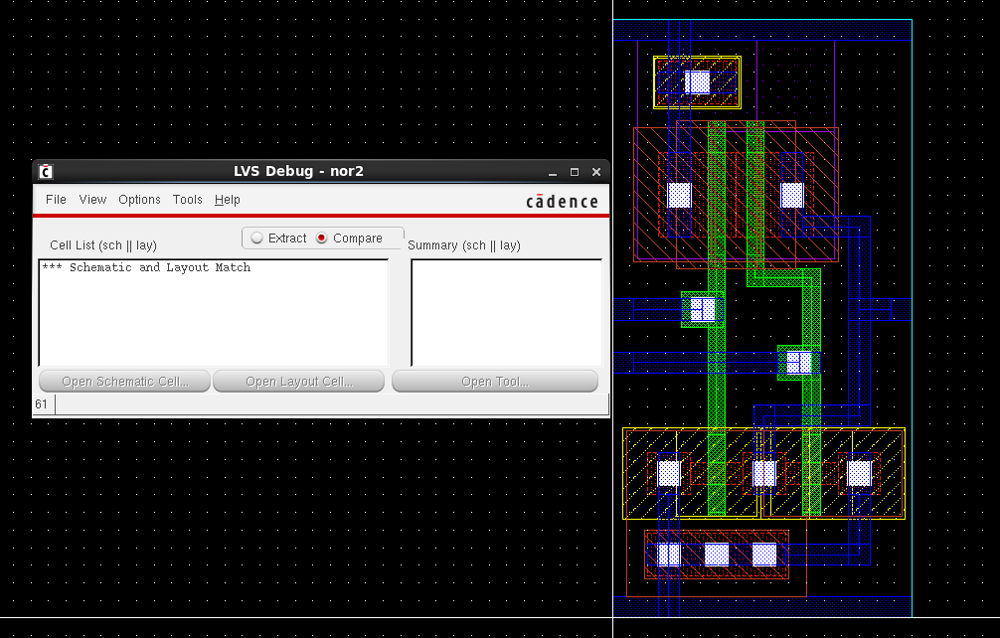 LVS Debug - nor2
File View Options Tools Help
cādence
Extract Compare
Cell List (sch || lay) Summary (sch || lay)
*** Schematic and Layout Match
Open Schematic Cell... Open Layout Cell... Open Tool...
61